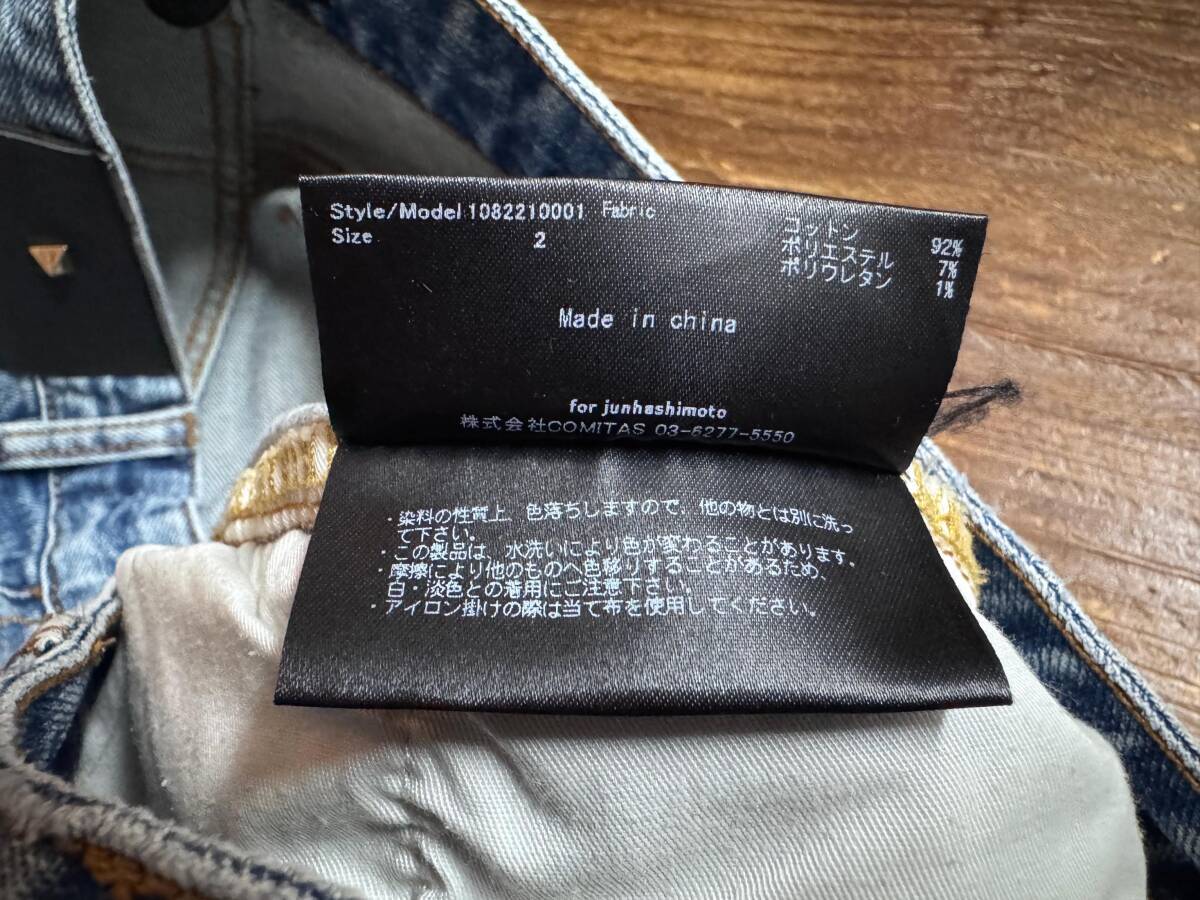 Style/Model 1082210001 Fabric
コットン 92%
Size 2
ポリエステル 7%
ポリウレタン 1%
Made in china
for junhashimoto
株式会社COMITAS 03-6277-5550
・染料の性質上、色落ちしますので、他の物とは別に洗っ
て下さい。
・この製品は、水洗いにより色が変わることがあります。
・摩擦により他のものへ色移りすることがあるため、
白・淡色との着用にご注意下さい。
・アイロン掛けの際は当て布を使用してください。